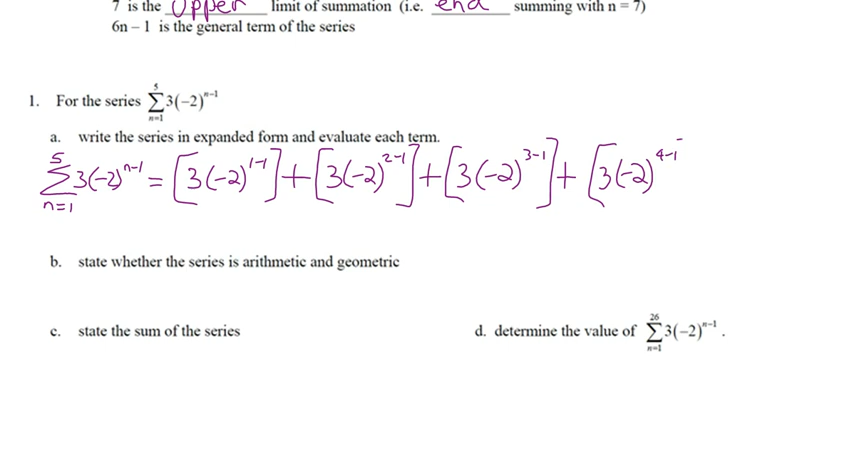 7 is the Upper limit of summation (i.e. end summing with n = 7)
6n – 1 is the general term of the series
1. For the series \sum_{n=1}^{5} 3(−2)^{n−1}
a. write the series in expanded form and evaluate each term.
\sum_{n=1}^{5} 3(−2)^{n−1} = [3(−2)^{1−1}] + [3(−2)^{2−1}] + [3(−2)^{3−1}] + [3(−2)^{4−1}
b. state whether the series is arithmetic and geometric
c. state the sum of the series
d. determine the value of \sum_{n=1}^{26} 3(−2)^{n−1} .